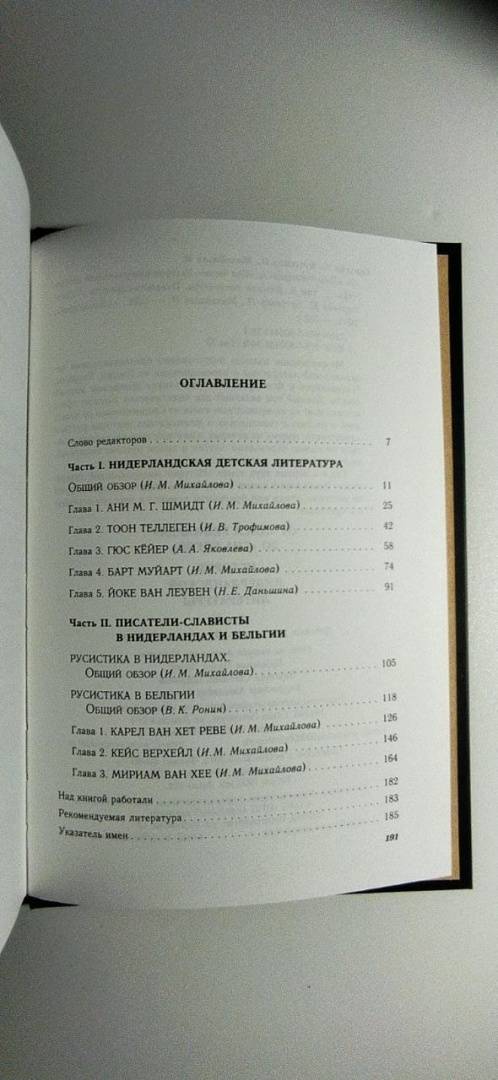 ОГЛАВЛЕНИЕ
Слово редакторов . . . . . . . . . . . . . . . . . . . . . . . . . . . . 7
Часть I. НИДЕРЛАНДСКАЯ ДЕТСКАЯ ЛИТЕРАТУРА
Общий обзор (И. М. Михайлова) . . . . . . . . . . . . . . . . . . 11
Глава 1. АНИ М. Г. ШМИДТ (И. М. Михайлова) . . . . . . . . . . 25
Глава 2. ТООН ТЕЛЛЕГЕН (И. В. Трофимова) . . . . . . . . . . . 42
Глава 3. ГЮС КЁЙЕР (А. А. Яковлева) . . . . . . . . . . . . . . . 58
Глава 4. БАРТ МУЙАРТ (И. М. Михайлова) . . . . . . . . . . . . 74
Глава 5. ЙОКЕ ВАН ЛЕУВЕН (Н. Е. Даньшина) . . . . . . . . . . 91
Часть II. ПИСАТЕЛИ-СЛАВИСТЫ
В НИДЕРЛАНДАХ И БЕЛЬГИИ
РУСИСТИКА В НИДЕРЛАНДАХ.
Общий обзор (И. М. Михайлова) . . . . . . . . . . . . . . . . . 105
РУСИСТИКА В БЕЛЬГИИ
Общий обзор (В. К. Ронин) . . . . . . . . . . . . . . . . . . . . 118
Глава 1. КАРЕЛ ВАН ХЕТ РЕВЕ (И. М. Михайлова) . . . . . . . . 126
Глава 2. КЕЙС ВЕРХЕЙЛ (И. М. Михайлова) . . . . . . . . . . . . 146
Глава 3. МИРИАМ ВАН ХЕЕ (И. М. Михайлова) . . . . . . . . . . 164
182
Над книгой работали . . . . . . . . . . . . . . . . . . . . . . . . . 183
Рекомендуемая литература . . . . . . . . . . . . . . . . . . . . . . 185
Указатель имен . . . . . . . . . . . . . . . . . . . . . . . . . . . . 191